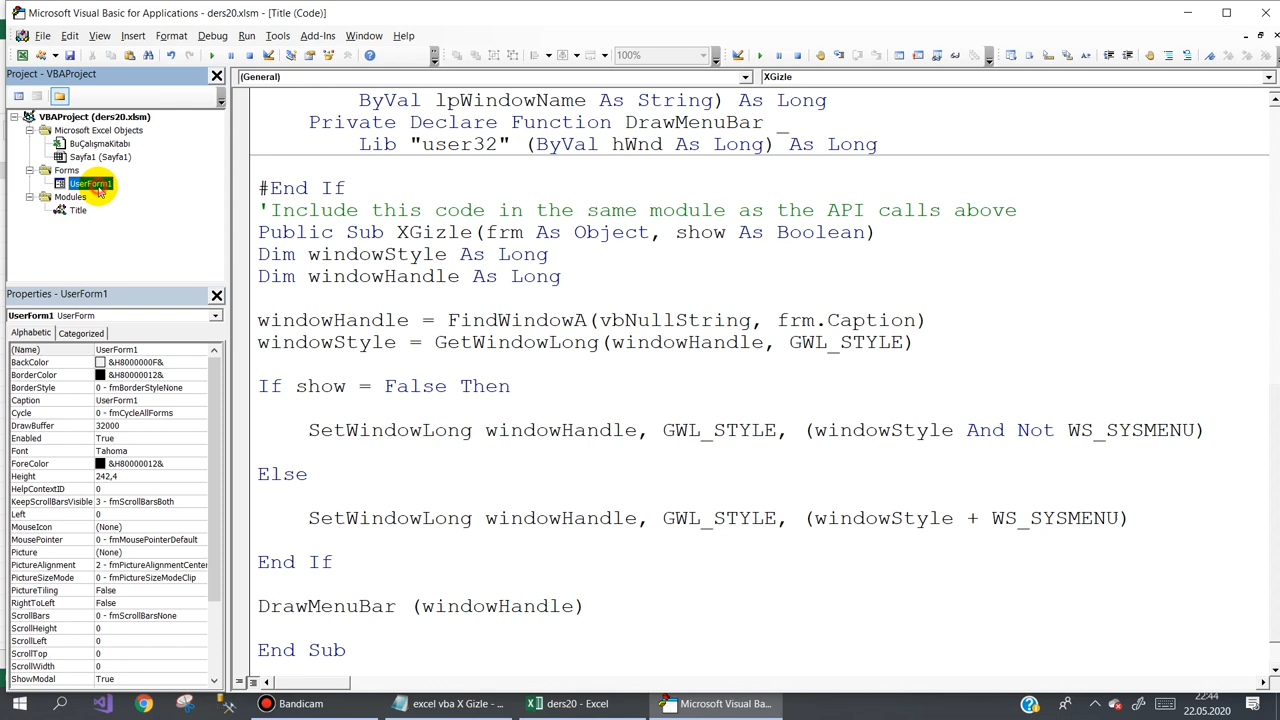 Microsoft Visual Basic for Applications - ders20.xlsm - [Title (Code)]
File Edit View Insert Format Debug Run Tools Add-Ins Window Help
100%
Project - VBAProject
(General)
XGizle
VBAProject (ders20.xlsm)
Microsoft Excel Objects
BuÇalışmaKitabı
Sayfa1 (Sayfa1)
Forms
UserForm1
Modules
Title
Properties - UserForm1
UserForm1 UserForm
Alphabetic Categorized
(Name) UserForm1
BackColor &H8000000F&
BorderColor &H80000012&
BorderStyle 0 - fmBorderStyleNone
Caption UserForm1
Cycle 0 - fmCycleAllForms
DrawBuffer 32000
Enabled True
Font Tahoma
ForeColor &H80000012&
Height 242,4
HelpContextID 0
KeepScrollBarsVisible 3 - fmScrollBarsBoth
Left 0
MouseIcon (None)
MousePointer 0 - fmMousePointerDefault
Picture (None)
PictureAlignment 2 - fmPictureAlignmentCenter
PictureSizeMode 0 - fmPictureSizeModeClip
PictureTiling False
RightToLeft False
ScrollBars 0 - fmScrollBarsNone
ScrollHeight 0
ScrollLeft 0
ScrollTop 0
ScrollWidth 0
ShowModal True
ByVal lpWindowName As String) As Long
Private Declare Function DrawMenuBar _
Lib "user32" (ByVal hWnd As Long) As Long
#End If
'Include this code in the same module as the API calls above
Public Sub XGizle(frm As Object, show As Boolean)
Dim windowStyle As Long
Dim windowHandle As Long
windowHandle = FindWindowA(vbNullString, frm.Caption)
windowStyle = GetWindowLong(windowHandle, GWL_STYLE)
If show = False Then
SetWindowLong windowHandle, GWL_STYLE, (windowStyle And Not WS_SYSMENU)
Else
SetWindowLong windowHandle, GWL_STYLE, (windowStyle + WS_SYSMENU)
End If
DrawMenuBar (windowHandle)
End Sub
Bandicam
excel vba X Gizle - ...
ders20 - Excel
Microsoft Visual Ba...
22:44
22.05.2020